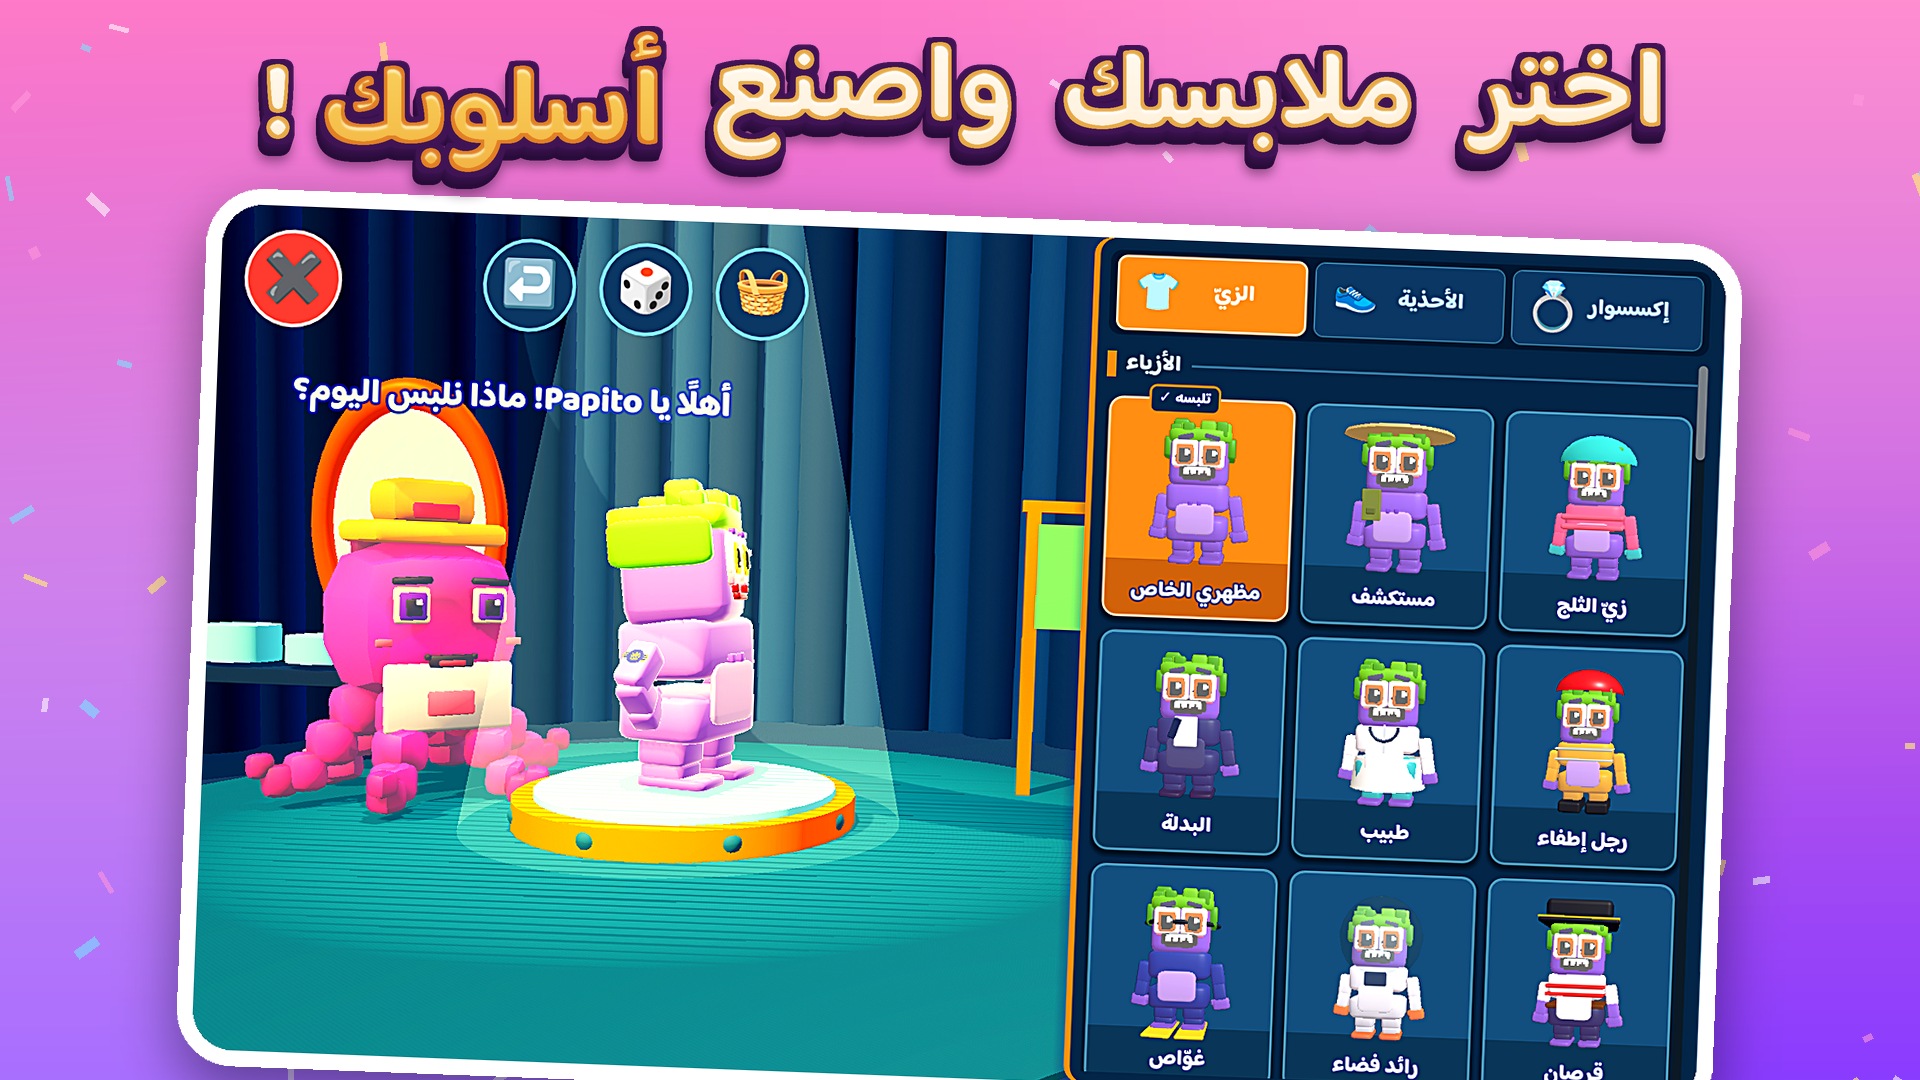 اختر ملابسك واصنع أسلوبك !
أهلًا يا Papito! ماذا نلبس اليوم؟
الزيّ
الأحذية
إكسسوار
الأزياء
تلبسه ✓
مظهري الخاص
مستكشف
زيّ الثلج
البدلة
طبيب
رجل إطفاء
غوّاص
رائد فضاء
قرصان